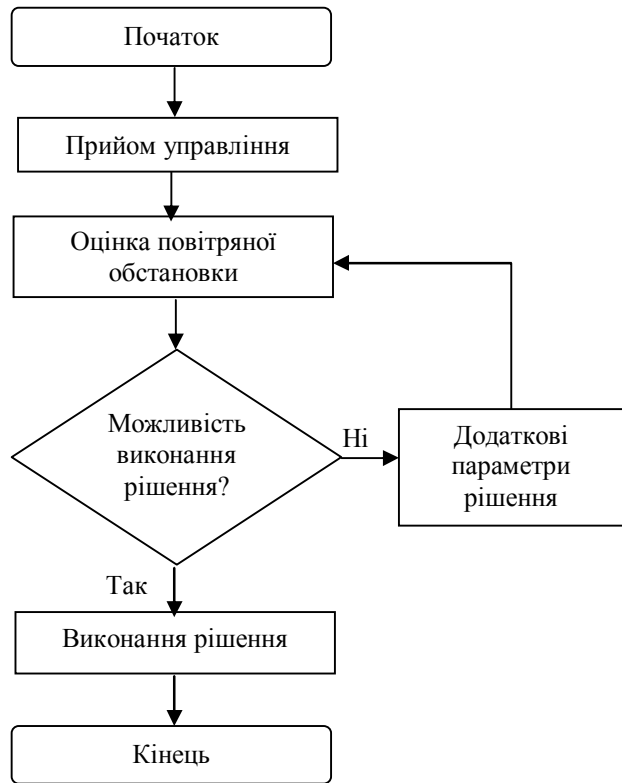 Початок
Прийом управління
Оцінка повітряної
обстановки
Можливість
виконання
рішення?
Ні
Додаткові
параметри
рішення
Так
Виконання рішення
Кінець